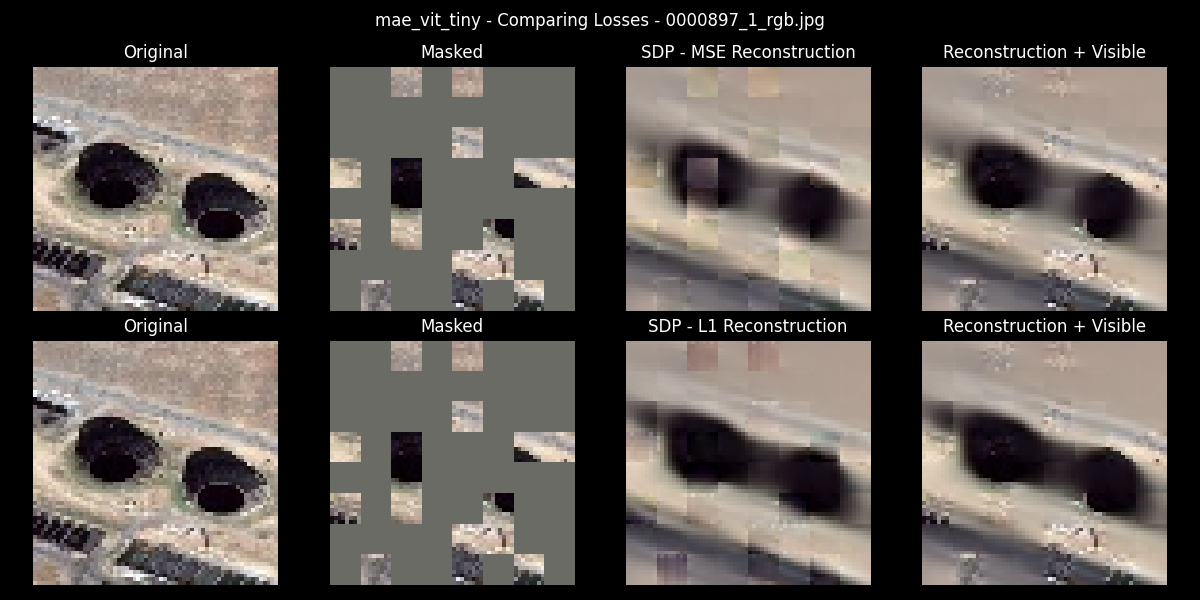 mae_vit_tiny - Comparing Losses - 0000897_1_rgb.jpg
Original
Masked
SDP - MSE Reconstruction
Reconstruction + Visible
Original
Masked
SDP - L1 Reconstruction
Reconstruction + Visible